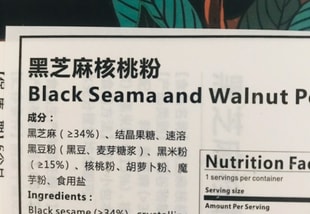 黑芝麻核桃粉
Black Seama and Walnut
成分：
黑芝麻（≥34%）、结晶果糖、速溶
黑豆粉（黑豆、麦芽糖浆）、黑米粉
（≥15%）、核桃粉、胡萝卜粉、魔
芋粉、食用盐
Ingredients :
Black sesame (≥34%)
Nutrition Fac
1 servings per container
Serving size
Amount Per Serving